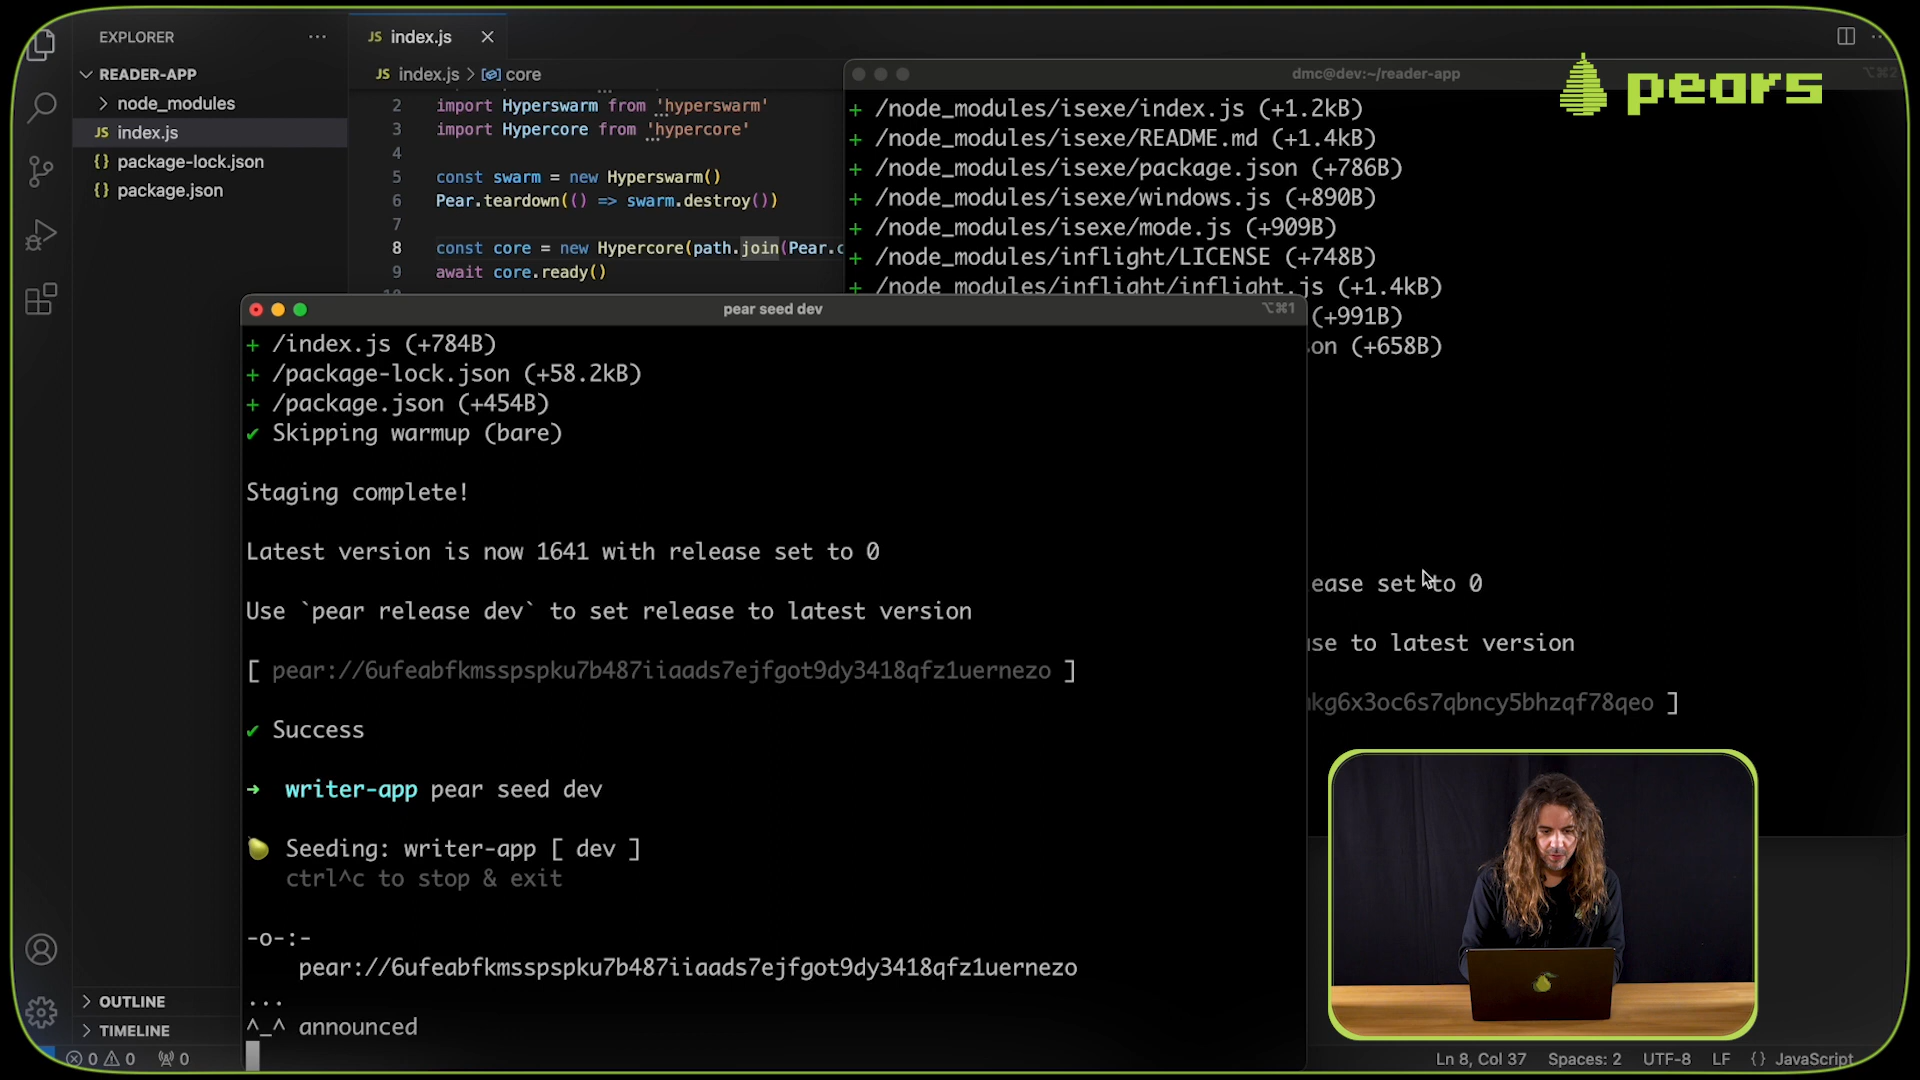 EXPLORER
READER-APP
node_modules
JS index.js
{} package-lock.json
{} package.json
OUTLINE
TIMELINE
JS index.js
JS index.js > core
2 import Hyperswarm from 'hyperswarm'
3 import Hypercore from 'hypercore'
4
5 const swarm = new Hyperswarm()
6 Pear.teardown(() => swarm.destroy())
7
8 const core = new Hypercore(path.join(Pear.c
9 await core.ready()
dmc@dev:~/reader-app
pears
+ /node_modules/isexe/index.js (+1.2kB)
+ /node_modules/isexe/README.md (+1.4kB)
+ /node_modules/isexe/package.json (+786B)
+ /node_modules/isexe/windows.js (+890B)
+ /node_modules/isexe/mode.js (+909B)
+ /node_modules/inflight/LICENSE (+748B)
+ /node_modules/inflight/inflight.js (+1.4kB)
(+991B)
on (+658B)
ease set to 0
se to latest version
kg6x3oc6s7qbncy5bhzqf78qeo ]
pear seed dev
⌥⌘1
+ /index.js (+784B)
+ /package-lock.json (+58.2kB)
+ /package.json (+454B)
✔ Skipping warmup (bare)
Staging complete!
Latest version is now 1641 with release set to 0
Use `pear release dev` to set release to latest version
[ pear://6ufeabfkmsspspku7b487iiaads7ejfgot9dy3418qfz1uernezo ]
✔ Success
➜ writer-app pear seed dev
🍐 Seeding: writer-app [ dev ]
ctrl^c to stop & exit
-o-:-
pear://6ufeabfkmsspspku7b487iiaads7ejfgot9dy3418qfz1uernezo
...
^_^ announced
0 0 0
Ln 8, Col 37 Spaces: 2 UTF-8 LF {} JavaScript